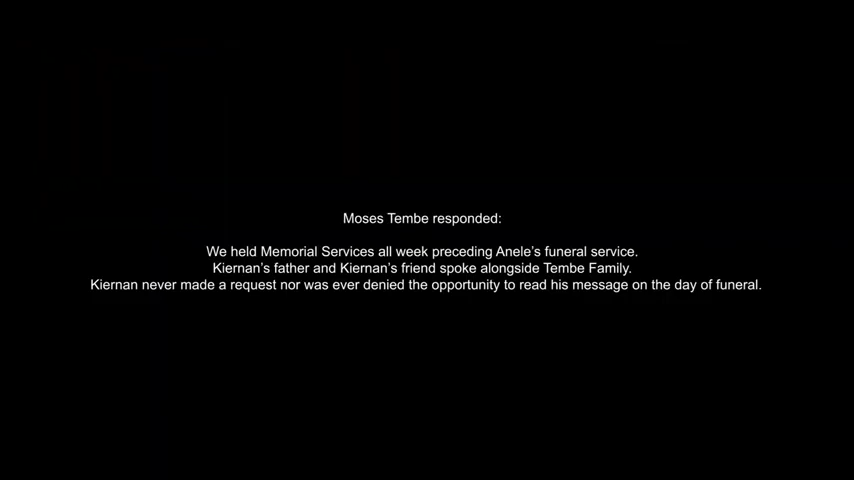 Moses Tembe responded:
We held Memorial Services all week preceding Anele's funeral service.
Kiernan's father and Kiernan's friend spoke alongside Tembe Family.
Kiernan never made a request nor was ever denied the opportunity to read his message on the day of funeral.